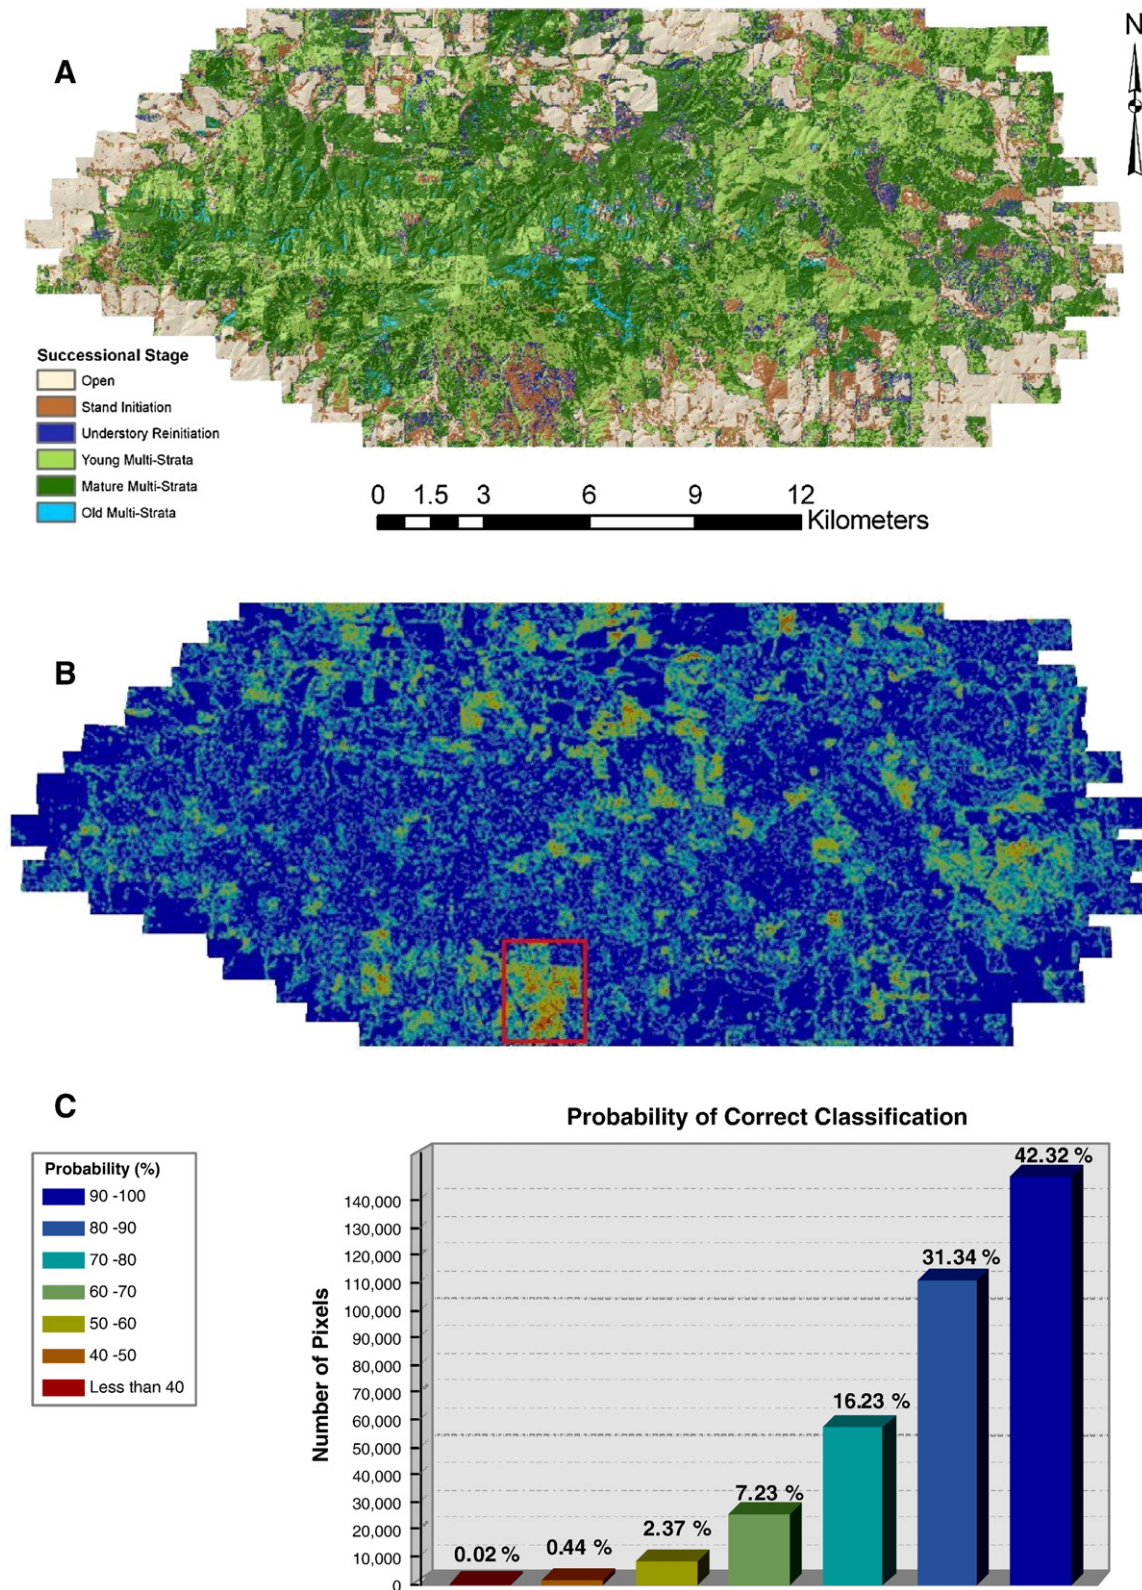 A
N
Successional Stage
Open
Stand Initiation
Understory Reinitiation
Young Multi-Strata
Mature Multi-Strata
Old Multi-Strata
0 1.5 3 6 9 12
Kilometers
B
C
Probability of Correct Classification
Probability (%)
90 -100
80 -90
70 -80
60 -70
50 -60
40 -50
Less than 40
Number of Pixels
140,000
130,000
120,000
110,000
100,000
90,000
80,000
70,000
60,000
50,000
40,000
30,000
20,000
10,000
0
0.02 %
0.44 %
2.37 %
7.23 %
16.23 %
31.34 %
42.32 %